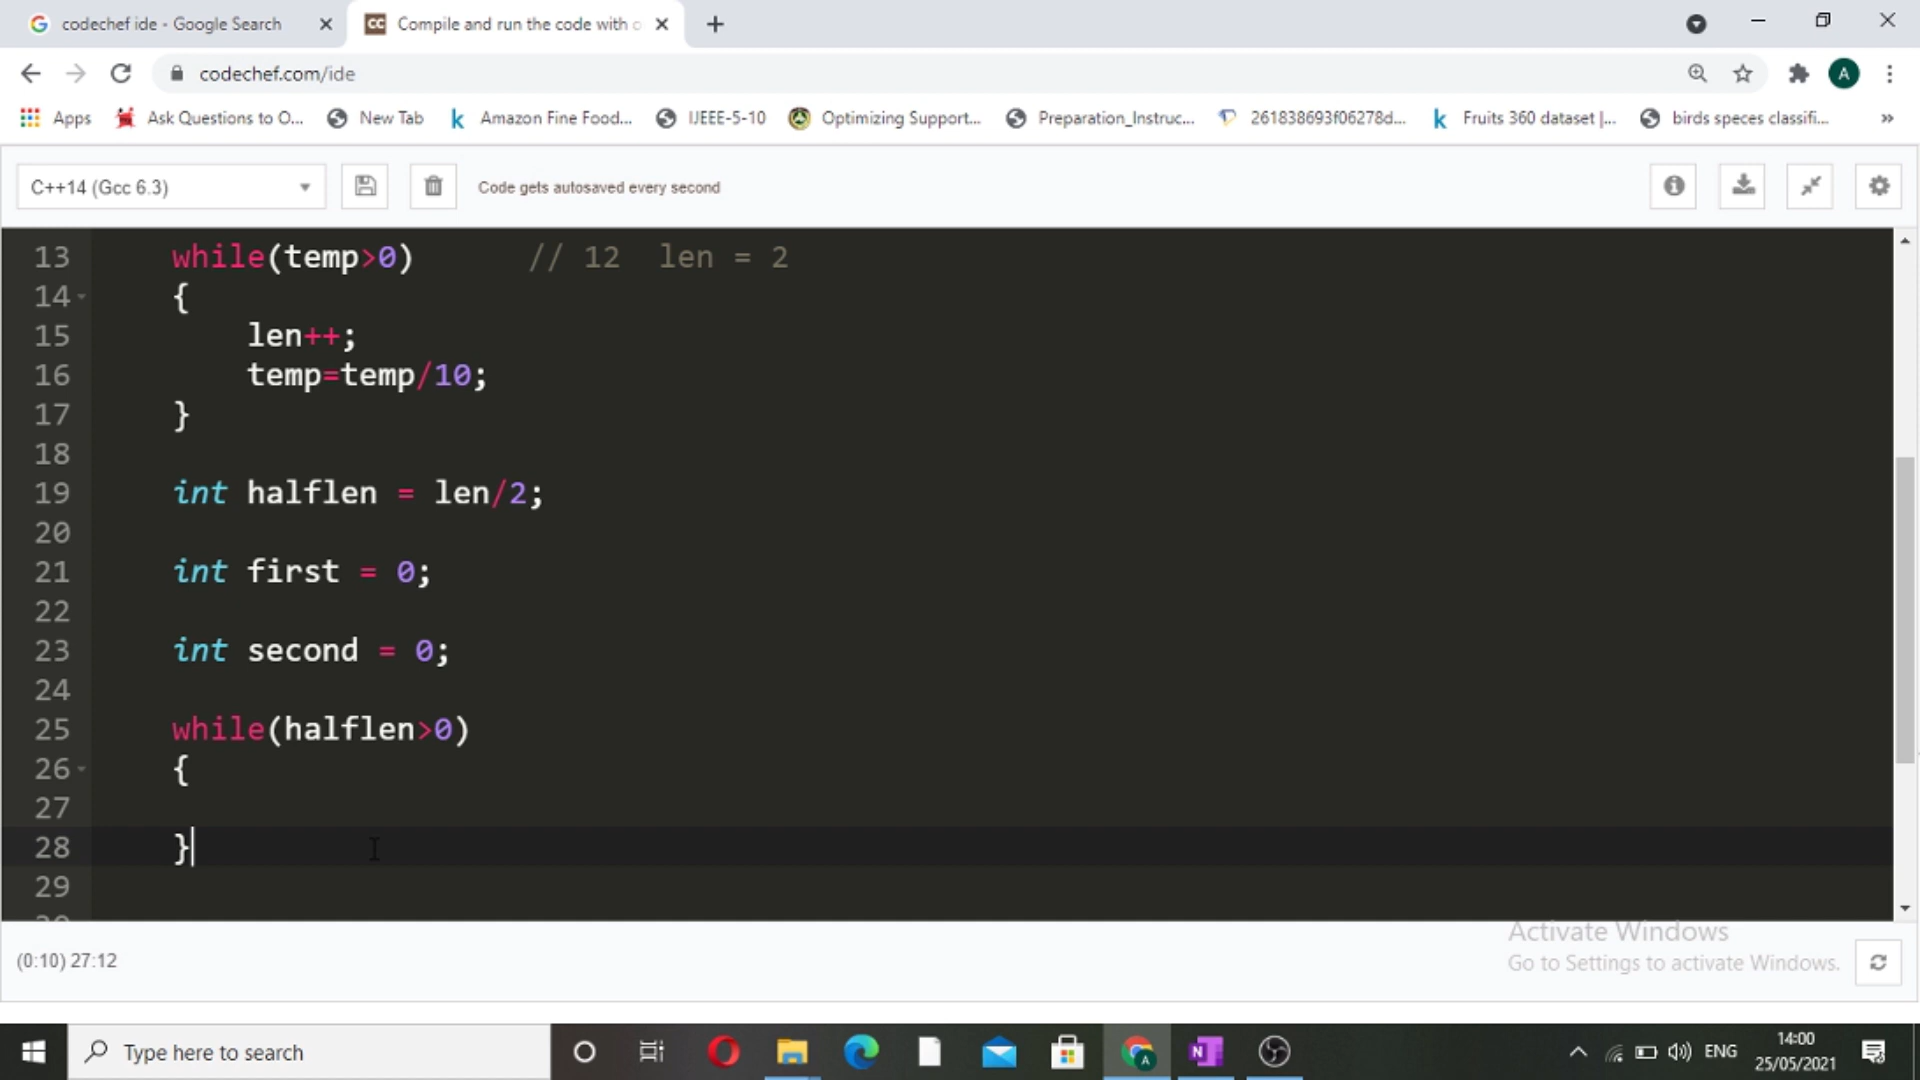 codechef ide - Google Search
Compile and run the code with o
codechef.com/ide
A
Apps
Ask Questions to O...
New Tab
Amazon Fine Food...
IJEEE-5-10
Optimizing Support...
Preparation_Instruc...
261838693f06278d...
Fruits 360 dataset |...
birds speces classifi...
»
C++14 (Gcc 6.3)
Code gets autosaved every second
13 while(temp>0) // 12 len = 2
14 {
15 len++;
16 temp=temp/10;
17 }
18
19 int halflen = len/2;
20
21 int first = 0;
22
23 int second = 0;
24
25 while(halflen>0)
26 {
27
28 }
29
(0:10) 27:12
Activate Windows
Go to Settings to activate Windows.
Type here to search
ENG
14:00
25/05/2021